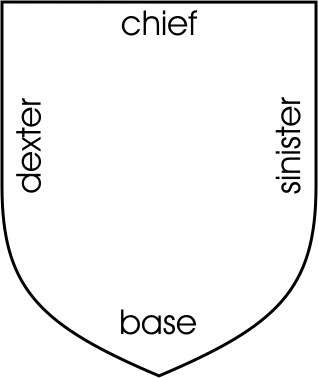 chief
dexter
sinister
base